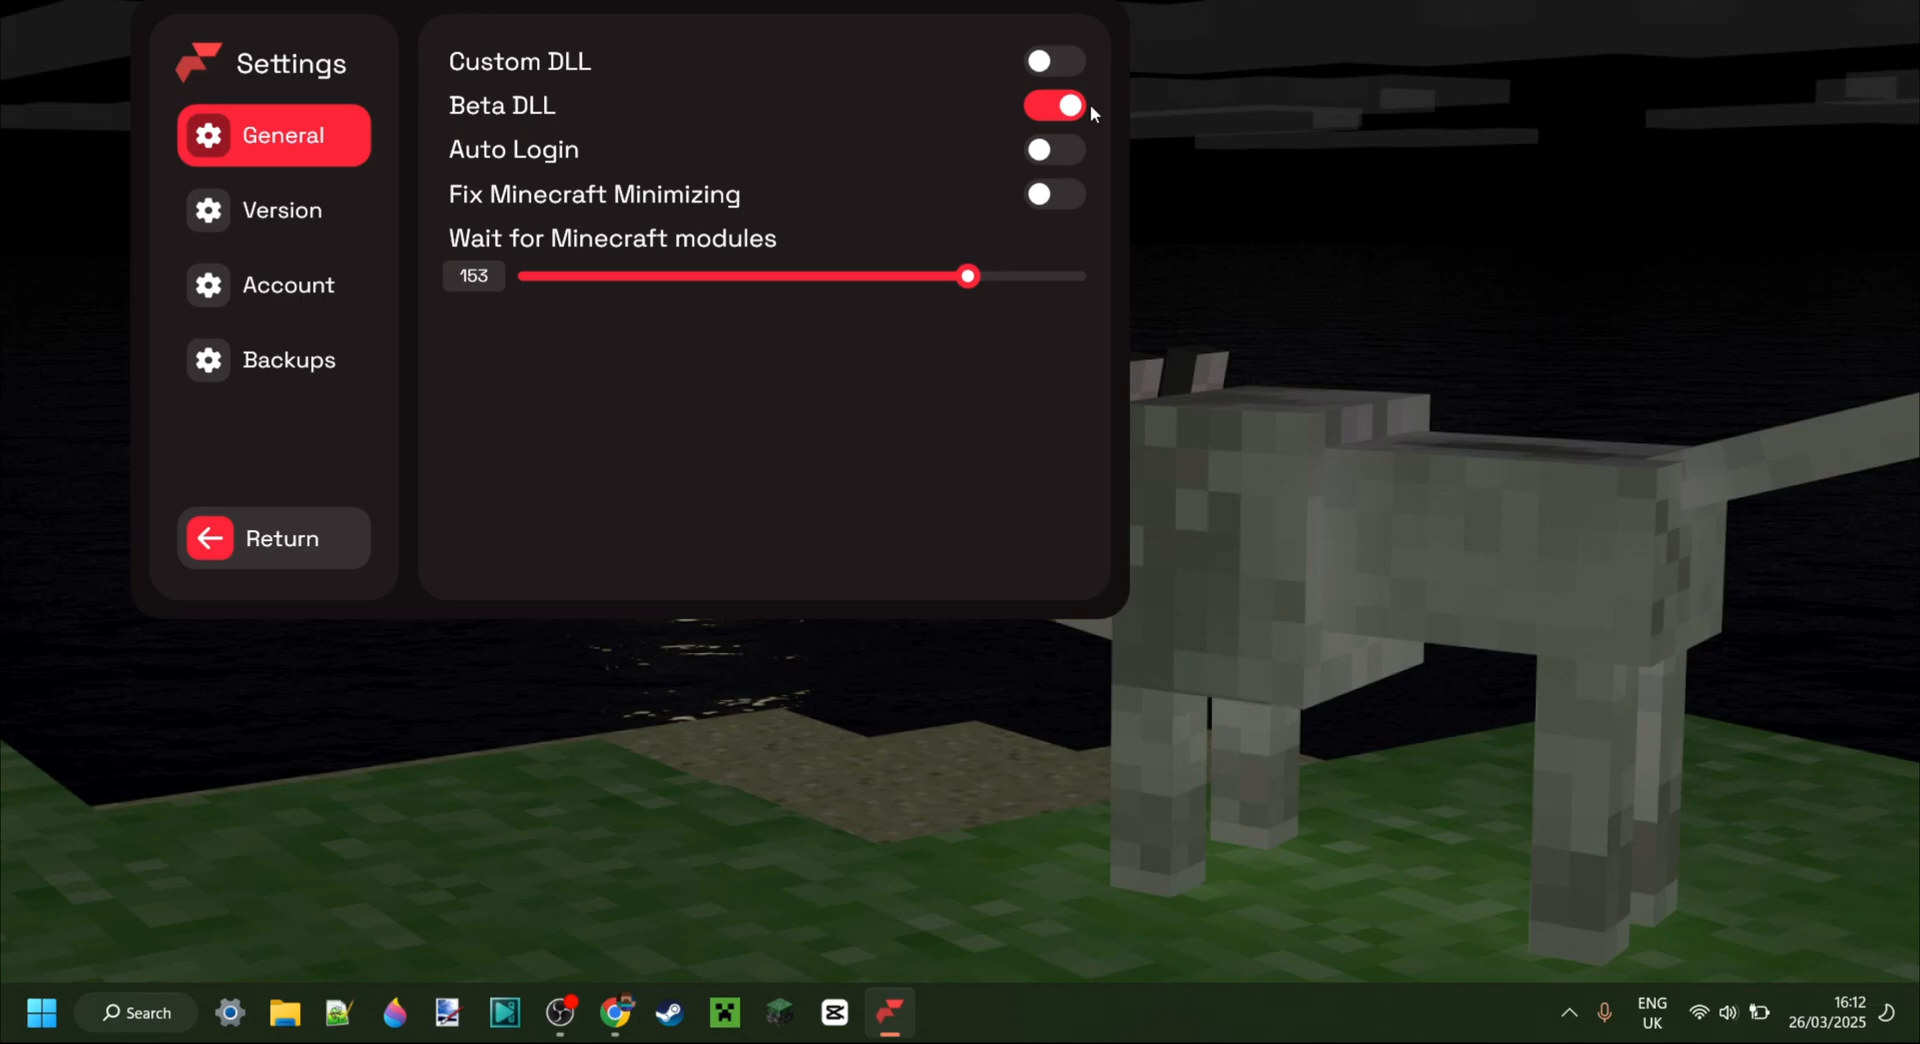 Settings
General
Version
Account
Backups
Return
Custom DLL
Beta DLL
Auto Login
Fix Minecraft Minimizing
Wait for Minecraft modules
153
Search
ENG
UK
16:12
26/03/2025